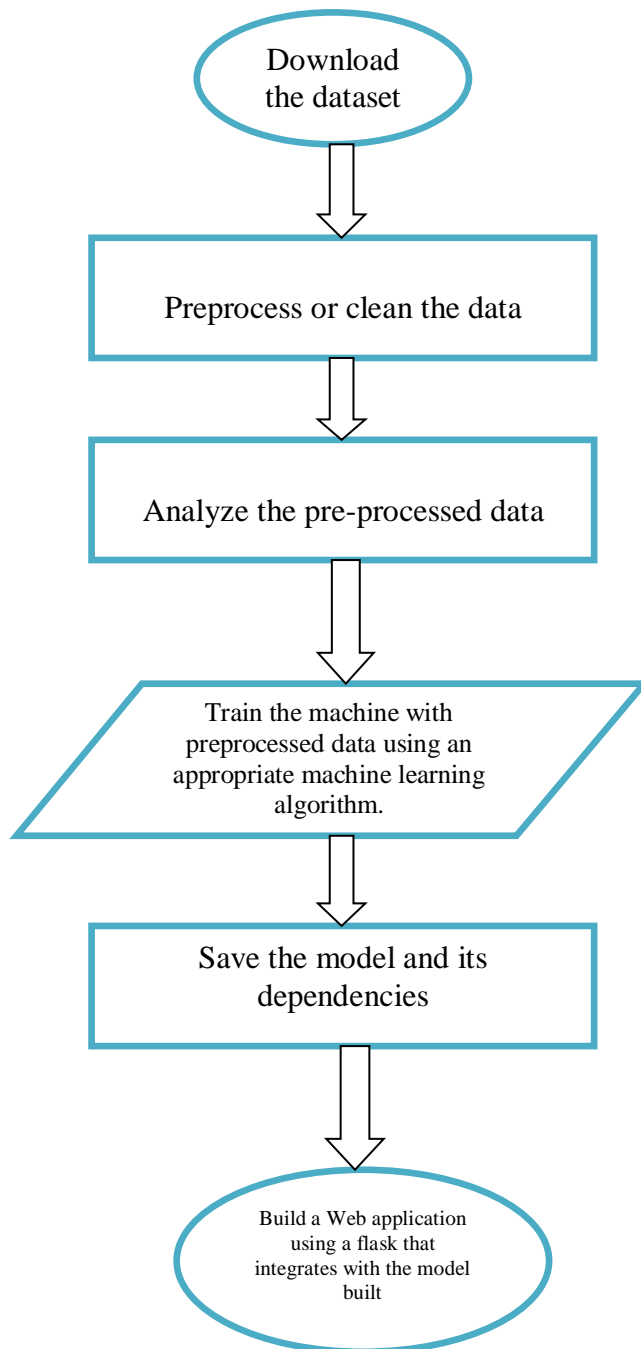 Download
the dataset
Preprocess or clean the data
Analyze the pre-processed data
Train the machine with
preprocessed data using an
appropriate machine learning
algorithm.
Save the model and its
dependencies
Build a Web application
using a flask that
integrates with the model
built